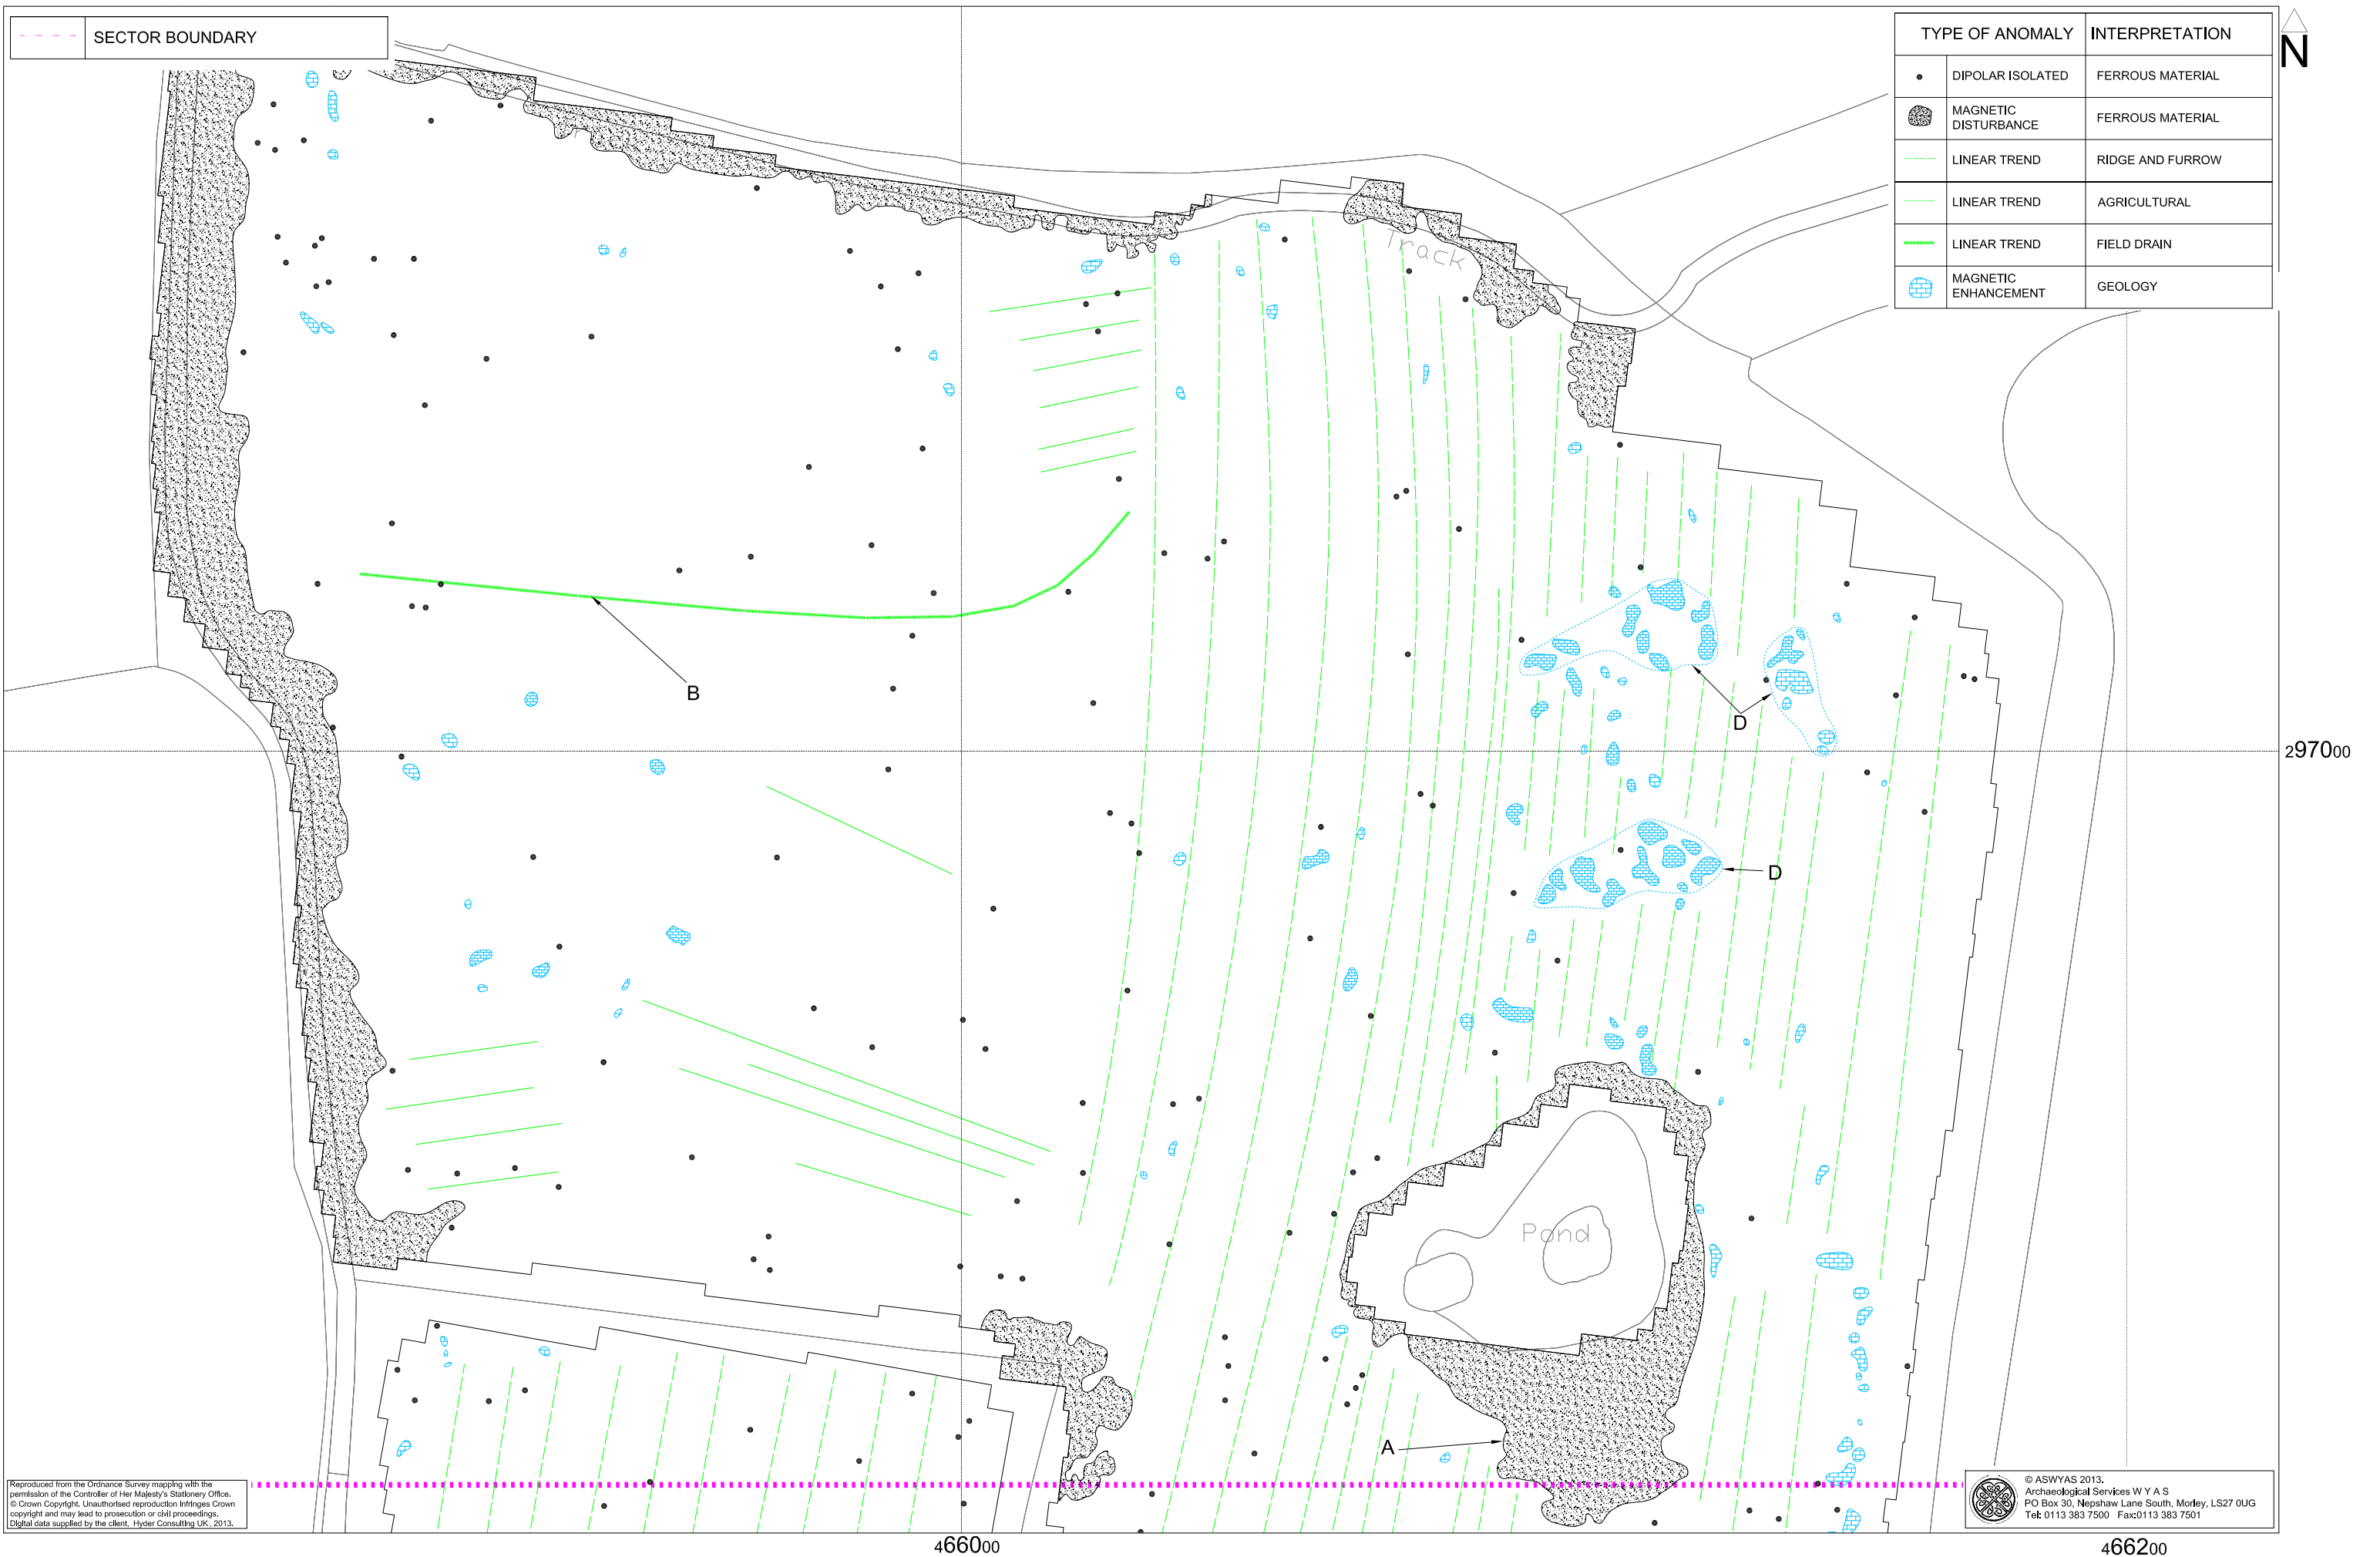 SECTOR BOUNDARY
TYPE OF ANOMALY INTERPRETATION
DIPOLAR ISOLATED FERROUS MATERIAL
MAGNETIC
DISTURBANCE
FERROUS MATERIAL
LINEAR TREND RIDGE AND FURROW
LINEAR TREND AGRICULTURAL
LINEAR TREND FIELD DRAIN
MAGNETIC
ENHANCEMENT
GEOLOGY
N
Track
B
D
297000
D
Pond
A
Reproduced from the Ordnance Survey mapping with the
permission of the Controller of Her Majesty's Stationery Office.
© Crown Copyright. Unauthorised reproduction infringes Crown
copyright and may lead to prosecution or civil proceedings.
Digital data supplied by the client, Hyder Consulting UK, 2013.
© ASWYAS 2013.
Archaeological Services W Y A S
PO Box 30, Nepshaw Lane South, Morley, LS27 0UG
Tel: 0113 383 7500 Fax:0113 383 7501
466000
466200